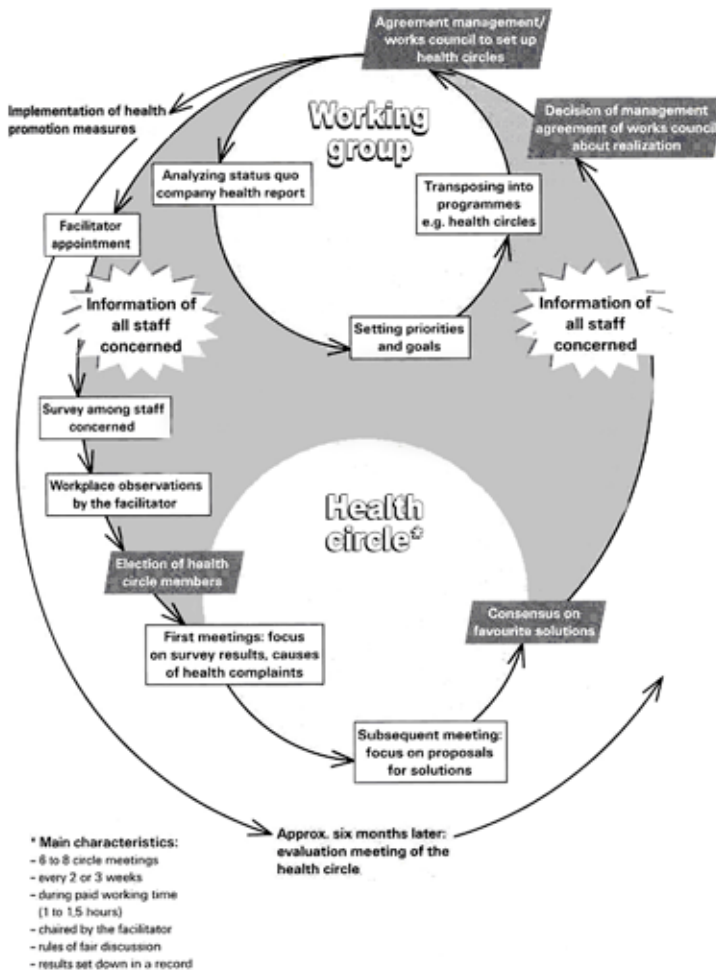 Agreement management/
works council to set up
health circles
Implementation of health
promotion measures
Working
group
Decision of management
agreement of works council
about realization
Analyzing status quo
company health report
Transposing into
programmes
e.g. health circles
Facilitator
appointment
Information of
all staff
concerned
Information of
all staff
concerned
Setting priorities
and goals
Survey among staff
concerned
Workplace observations
by the facilitator
Health
circle*
Election of health
circle members
Consensus on
favourite solutions
First meetings: focus
on survey results, causes
of health complaints
Subsequent meeting:
focus on proposals
for solutions
Approx. six months later:
evaluation meeting of the
health circle
* Main characteristics:
– 6 to 8 circle meetings
– every 2 or 3 weeks
– during paid working time
(1 to 1,5 hours)
– chaired by the facilitator
– rules of fair discussion
– results set down in a record